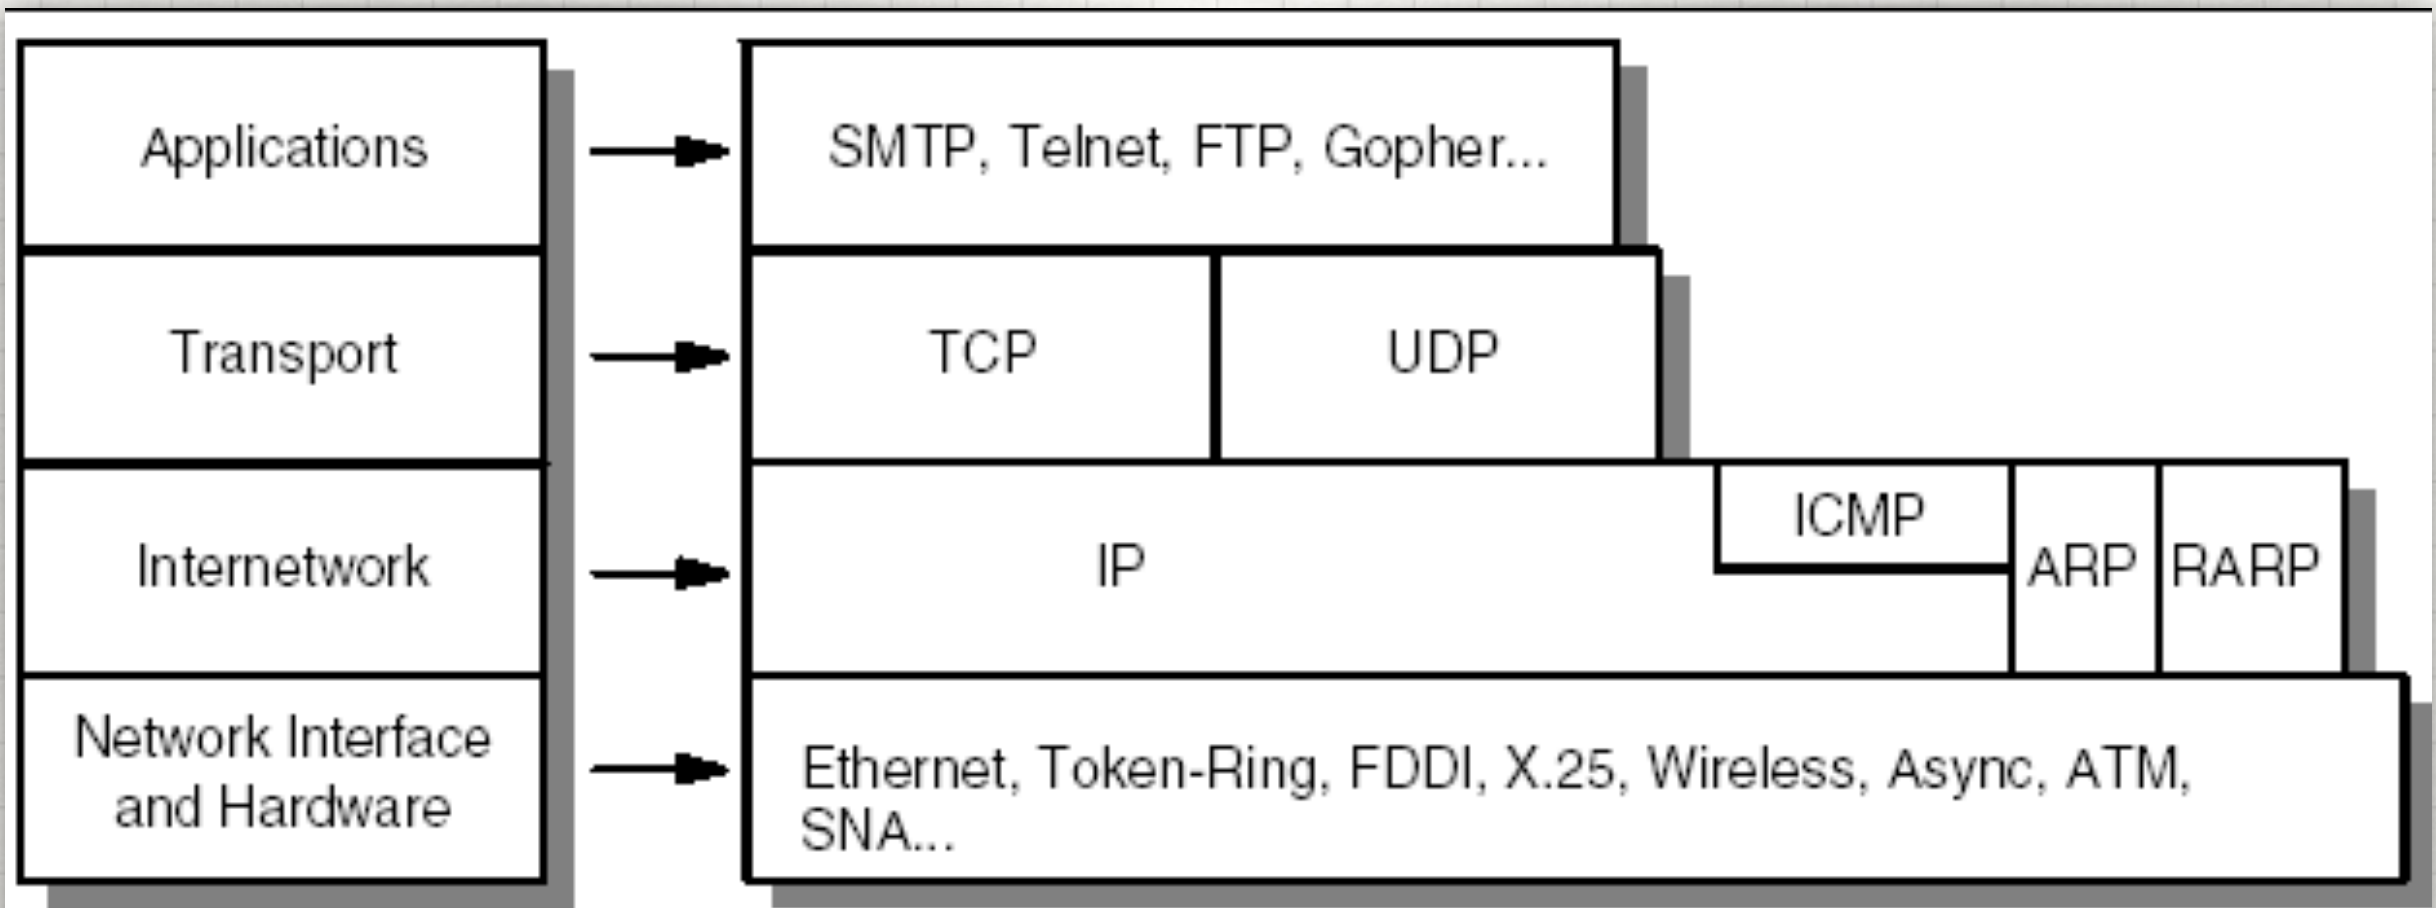 Applications
SMTP, Telnet, FTP, Gopher...
Transport
TCP
UDP
Internetwork
IP
ICMP
ARP
RARP
Network Interface
and Hardware
Ethernet, Token-Ring, FDDI, X.25, Wireless, Async, ATM,
SNA...